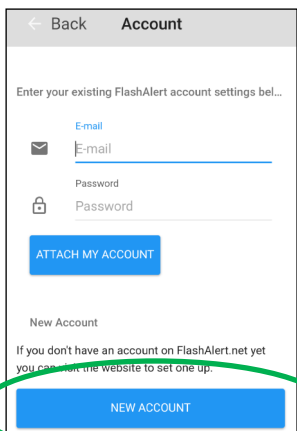 ← Back Account
Enter your existing FlashAlert account settings bel...
E-mail
E-mail
Password
Password
ATTACH MY ACCOUNT
New Account
If you don't have an account on FlashAlert.net yet
you can visit the website to set one up.
NEW ACCOUNT